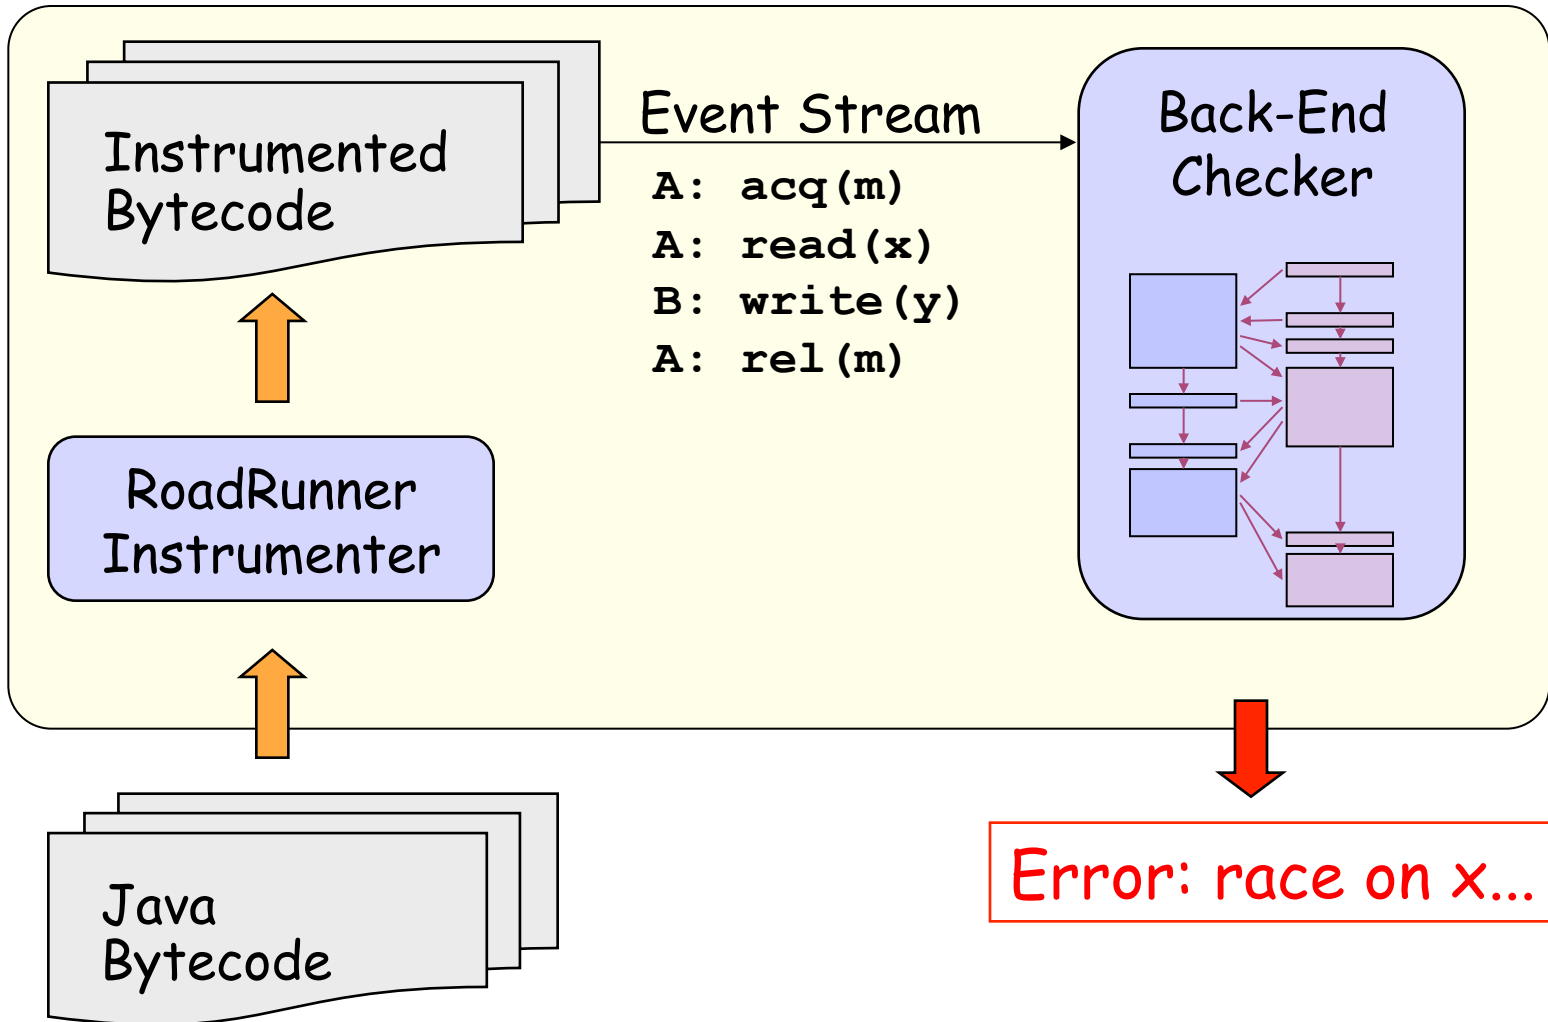 Instrumented
Bytecode
Event Stream
A: acq(m)
A: read(x)
B: write(y)
A: rel(m)
Back-End
Checker
RoadRunner
Instrumenter
Java
Bytecode
Error: race on x...